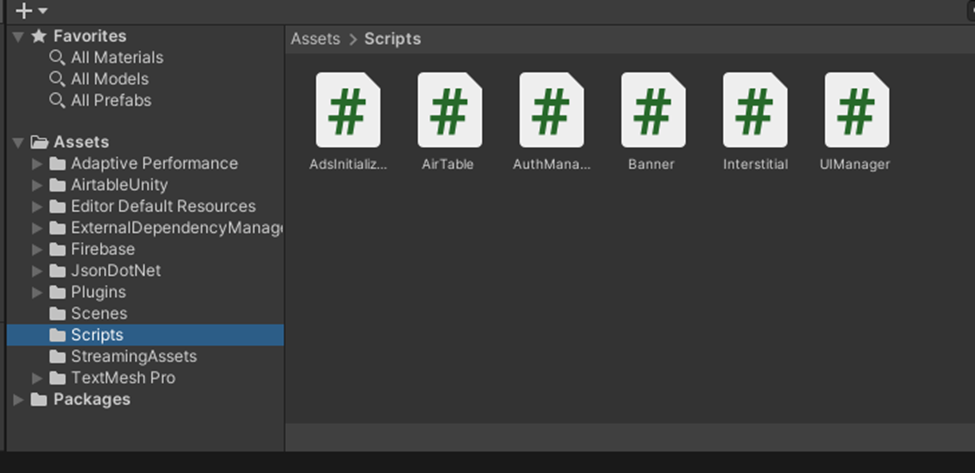 Favorites
All Materials
All Models
All Prefabs
Assets
Adaptive Performance
AirtableUnity
Editor Default Resources
ExternalDependencyManage
Firebase
JsonDotNet
Plugins
Scenes
Scripts
StreamingAssets
TextMesh Pro
Packages
Assets > Scripts
AdsInitializ...
AirTable
AuthMana...
Banner
Interstitial
UIManager